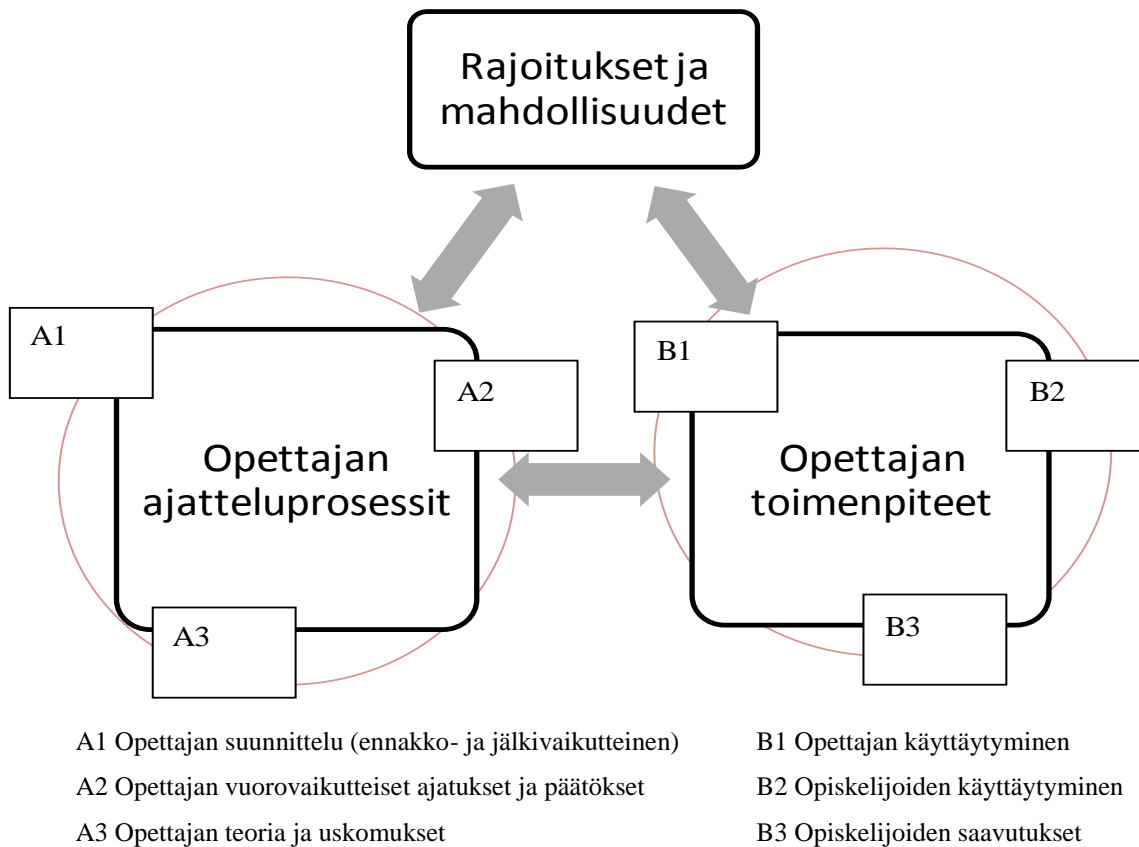 Rajoitukset ja
mahdollisuudet
A1
A2
B1
B2
Opettajan
ajatteluprosessit
Opettajan
toimenpiteet
A3
B3
A1 Opettajan suunnittelu (ennakko- ja jälkivaikutteinen)
B1 Opettajan käyttäytyminen
A2 Opettajan vuorovaikutteiset ajatukset ja päätökset
B2 Opiskelijoiden käyttäytyminen
A3 Opettajan teoria ja uskomukset
B3 Opiskelijoiden saavutukset